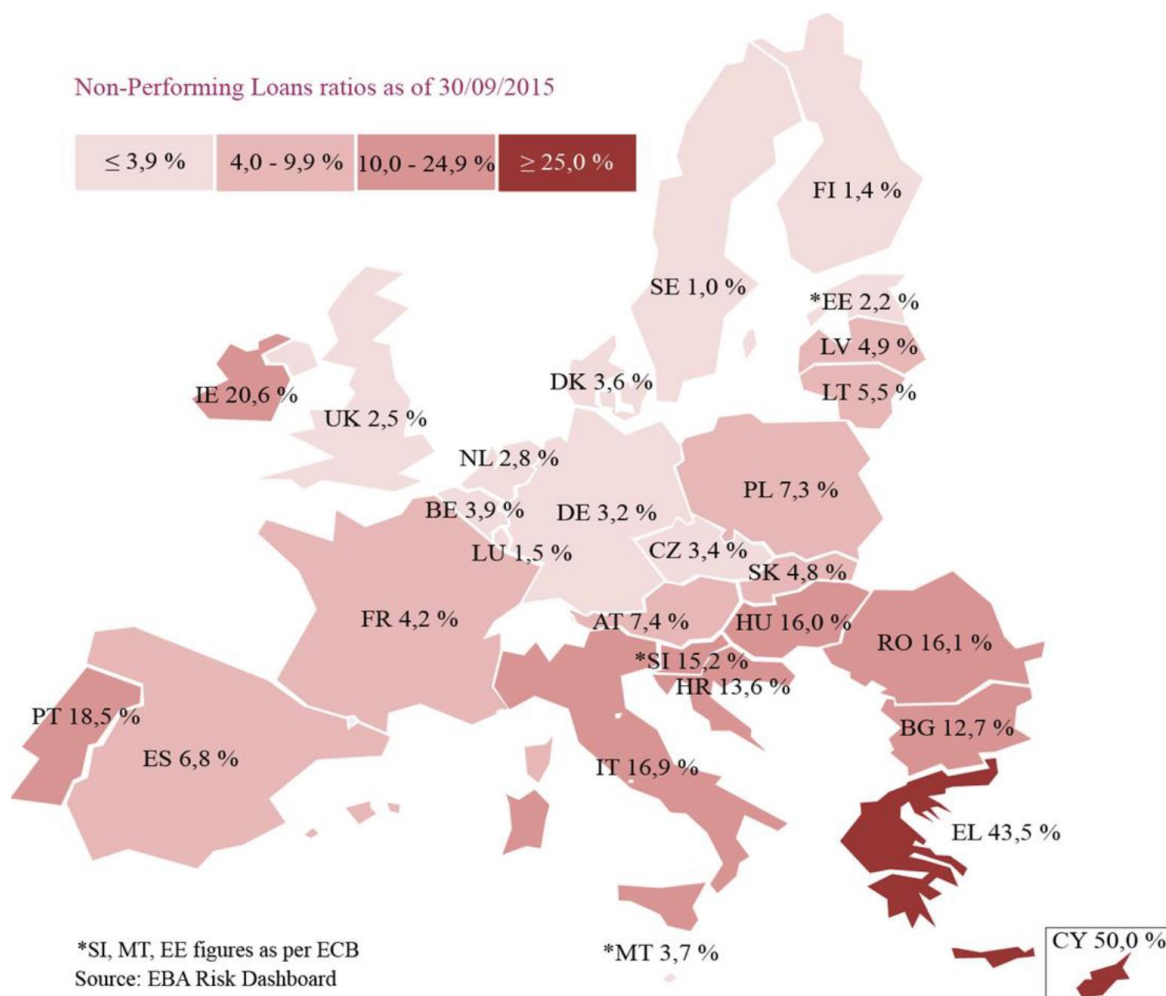 Non-Performing Loans ratios as of 30/09/2015
≤ 3,9 %
4,0 - 9,9 %
10,0 - 24,9 %
≥ 25,0 %
FI 1,4 %
SE 1,0 %
*EE 2,2 %
LV 4,9 %
DK 3,6 %
LT 5,5 %
IE 20,6 %
UK 2,5 %
NL 2,8 %
PL 7,3 %
BE 3,9 %
DE 3,2 %
LU 1,5 %
CZ 3,4 %
SK 4,8 %
FR 4,2 %
AT 7,4 %
HU 16,0 %
RO 16,1 %
*SI 15,2 %
HR 13,6 %
PT 18,5 %
BG 12,7 %
ES 6,8 %
IT 16,9 %
EL 43,5 %
*SI, MT, EE figures as per ECB
*MT 3,7 %
CY 50,0 %
Source: EBA Risk Dashboard